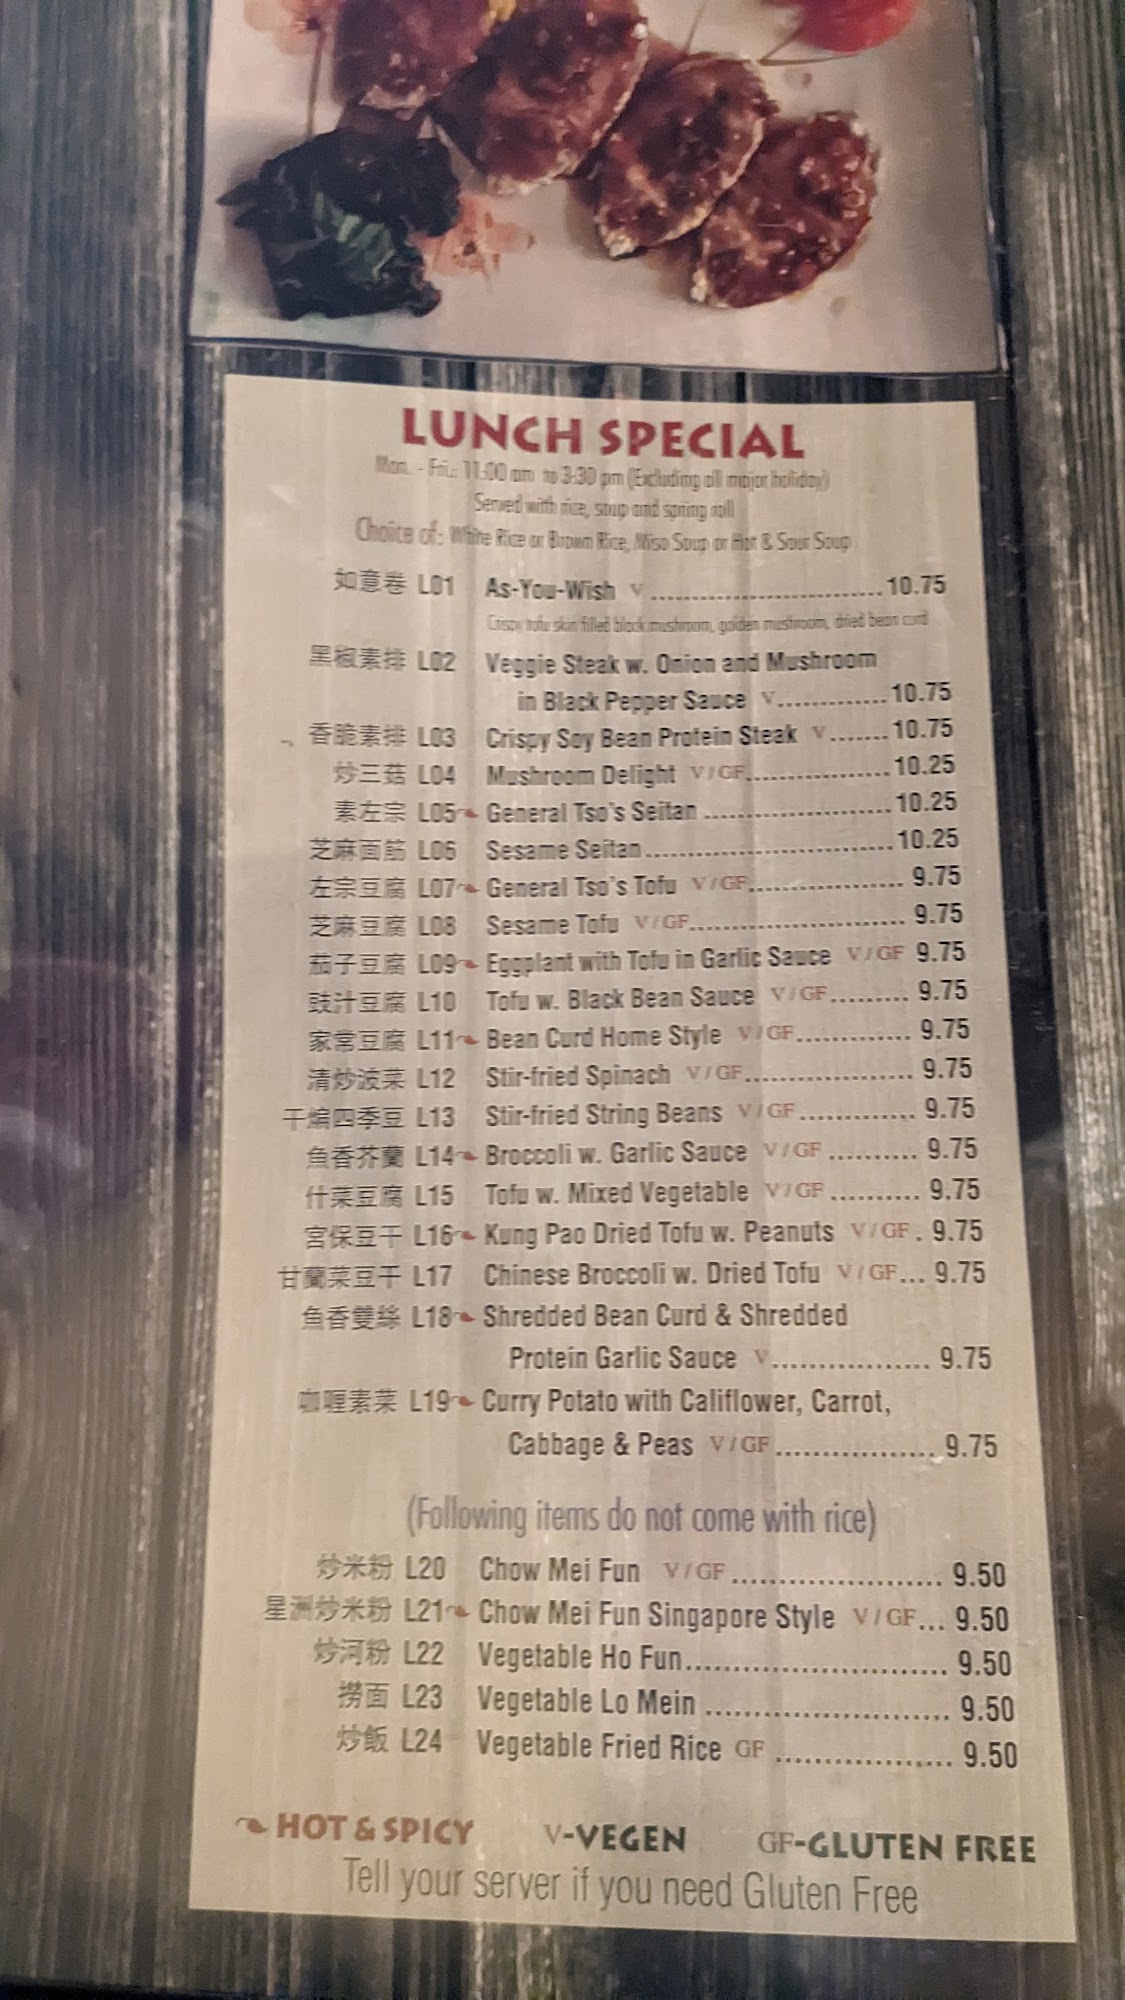 LUNCH SPECIAL
Mon. - Fri.: 11:00 am to 3:30 pm (Excluding all major holiday)
Served with rice, soup and spring roll
Choice of: White Rice or Brown Rice, Miso Soup or Hot & Sour Soup
如意卷 L01 As-You-Wish V 10.75
Crispy tofu skin filled black mushroom, golden mushroom, dried bean curd
黑椒素排 L02 Veggie Steak w. Onion and Mushroom
in Black Pepper Sauce V 10.75
香脆素排 L03 Crispy Soy Bean Protein Steak V 10.75
炒三菇 L04 Mushroom Delight V/GF 10.25
素左宗 L05 General Tso's Seitan 10.25
芝麻面筋 L06 Sesame Seitan 10.25
左宗豆腐 L07 General Tso's Tofu V/GF 9.75
芝麻豆腐 L08 Sesame Tofu V/GF 9.75
茄子豆腐 L09 Eggplant with Tofu in Garlic Sauce V/GF 9.75
豉汁豆腐 L10 Tofu w. Black Bean Sauce V/GF 9.75
家常豆腐 L11 Bean Curd Home Style V/GF 9.75
清炒波菜 L12 Stir-fried Spinach V/GF 9.75
干煸四季豆 L13 Stir-fried String Beans V/GF 9.75
魚香芥蘭 L14 Broccoli w. Garlic Sauce V/GF 9.75
什菜豆腐 L15 Tofu w. Mixed Vegetable V/GF 9.75
宮保豆干 L16 Kung Pao Dried Tofu w. Peanuts V/GF 9.75
甘蘭菜豆干 L17 Chinese Broccoli w. Dried Tofu V/GF 9.75
魚香雙絲 L18 Shredded Bean Curd & Shredded
Protein Garlic Sauce V 9.75
咖喱素菜 L19 Curry Potato with Califlower, Carrot,
Cabbage & Peas V/GF 9.75
(Following items do not come with rice)
炒米粉 L20 Chow Mei Fun V/GF 9.50
星洲炒米粉 L21 Chow Mei Fun Singapore Style V/GF 9.50
炒河粉 L22 Vegetable Ho Fun 9.50
撈面 L23 Vegetable Lo Mein 9.50
炒飯 L24 Vegetable Fried Rice GF 9.50
HOT & SPICY V-VEGEN GF-GLUTEN FREE
Tell your server if you need Gluten Free